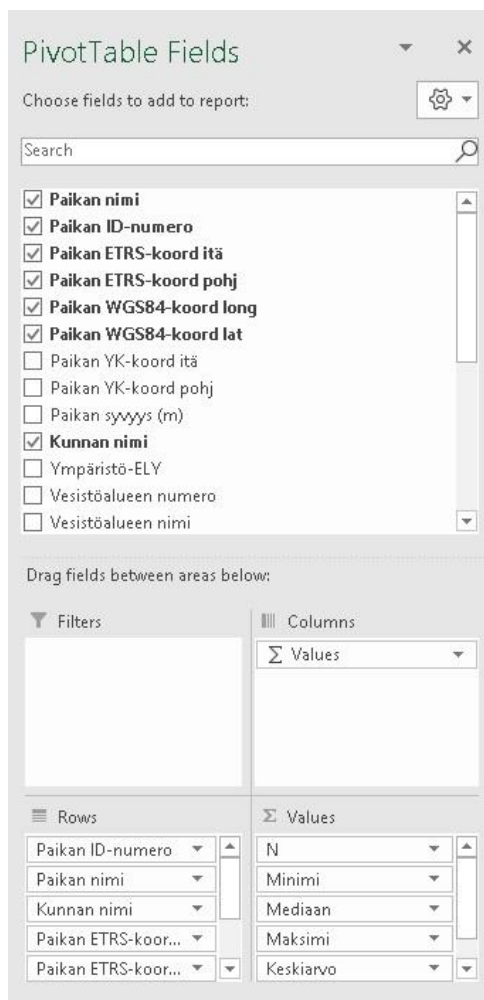 PivotTable Fields
Choose fields to add to report:
Search
Paikan nimi
Paikan ID-numero
Paikan ETRS-koord itä
Paikan ETRS-koord pohj
Paikan WGS84-koord long
Paikan WGS84-koord lat
Paikan YK-koord itä
Paikan YK-koord pohj
Paikan syvyys (m)
Kunnan nimi
Ympäristö-ELY
Vesistöalueen numero
Vesistöalueen nimi
Drag fields between areas below:
Filters
Columns
Σ Values
Rows
Paikan ID-numero
Paikan nimi
Kunnan nimi
Paikan ETRS-koor...
Paikan ETRS-koor...
Σ Values
N
Minimi
Mediaan
Maksimi
Keskiarvo